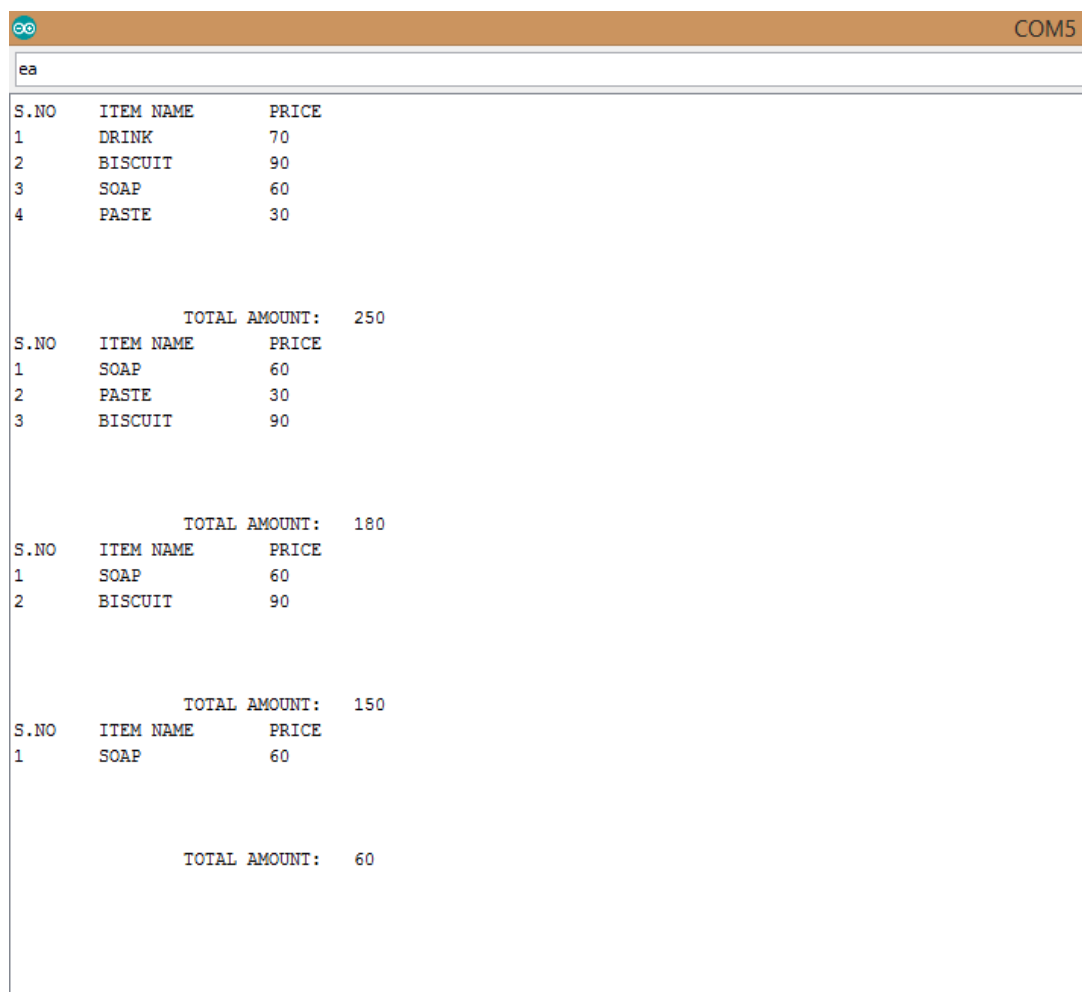 COM5
ea
S.NO ITEM NAME PRICE
1 DRINK 70
2 BISCUIT 90
3 SOAP 60
4 PASTE 30
TOTAL AMOUNT: 250
S.NO ITEM NAME PRICE
1 SOAP 60
2 PASTE 30
3 BISCUIT 90
TOTAL AMOUNT: 180
S.NO ITEM NAME PRICE
1 SOAP 60
2 BISCUIT 90
TOTAL AMOUNT: 150
S.NO ITEM NAME PRICE
1 SOAP 60
TOTAL AMOUNT: 60